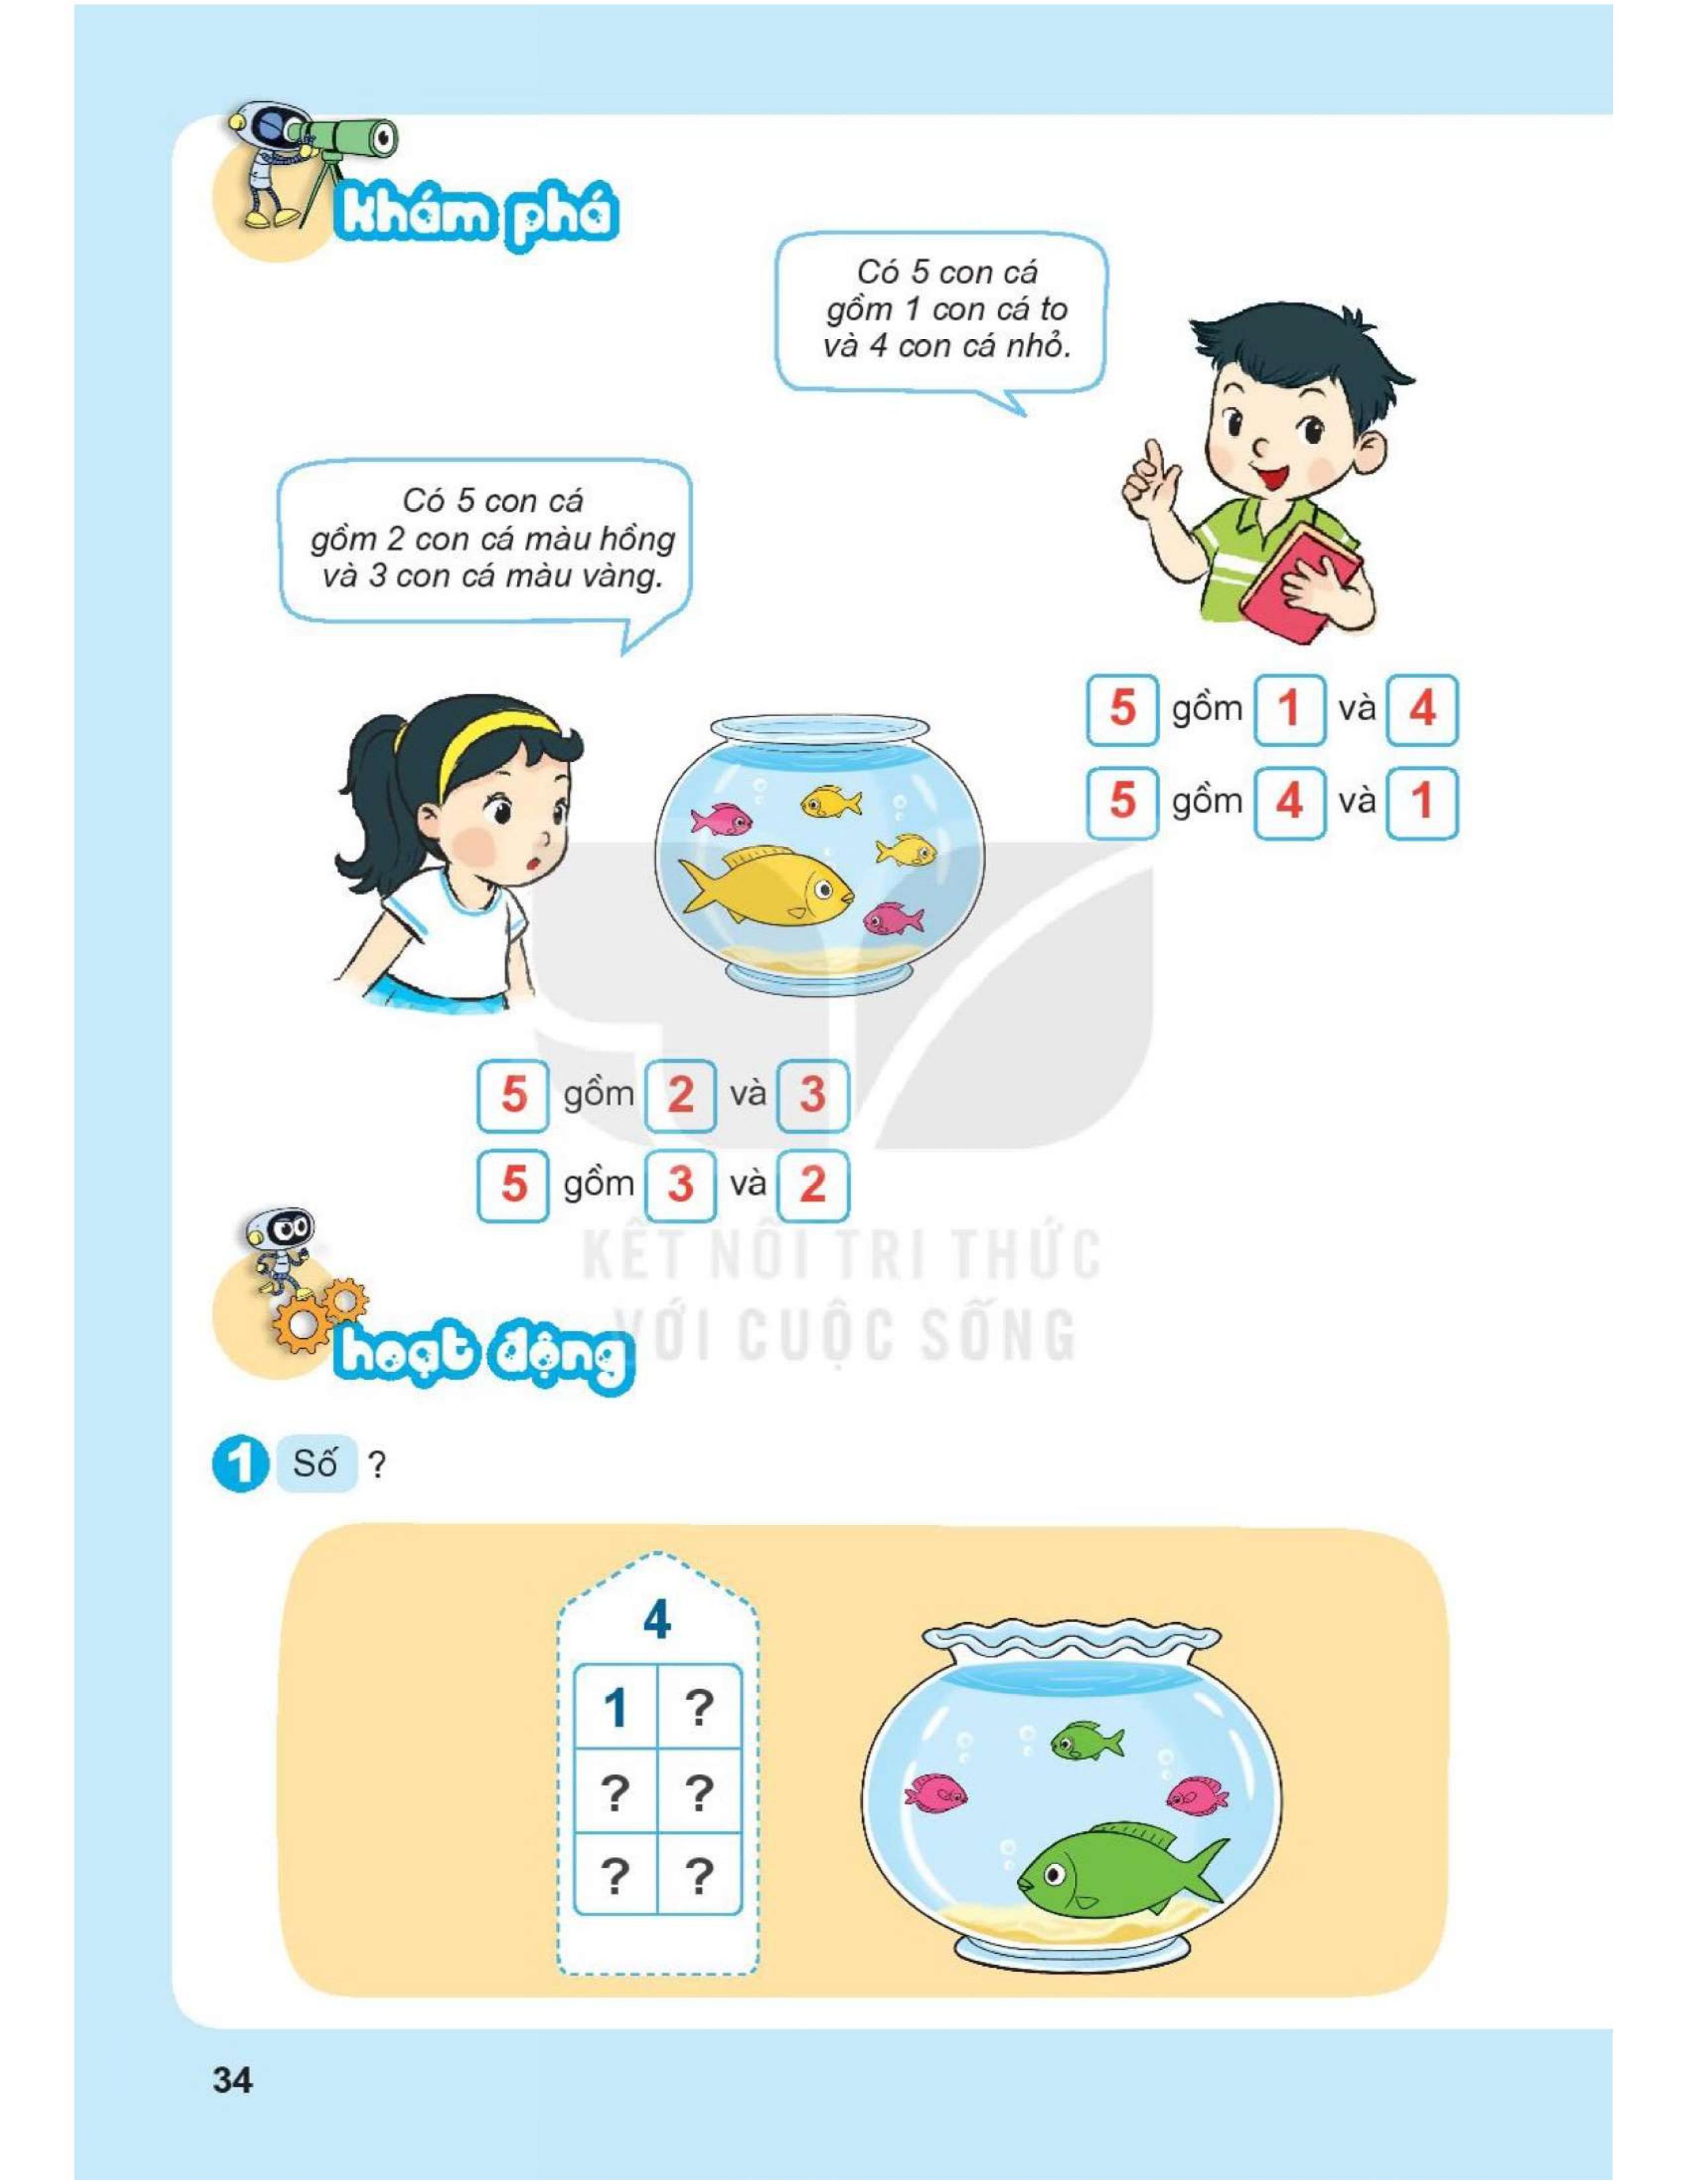 khám phá
Có 5 con cá
gồm 1 con cá to
và 4 con cá nhỏ.
Có 5 con cá
gồm 2 con cá màu hồng
và 3 con cá màu vàng.
5 gồm 1 và 4
5 gồm 4 và 1
5 gồm 2 và 3
5 gồm 3 và 2
KẾT NỐI TRI THỨC
VỚI CUỘC SỐNG
hoạt động
1 Số ?
4
1 ?
? ?
? ?
34